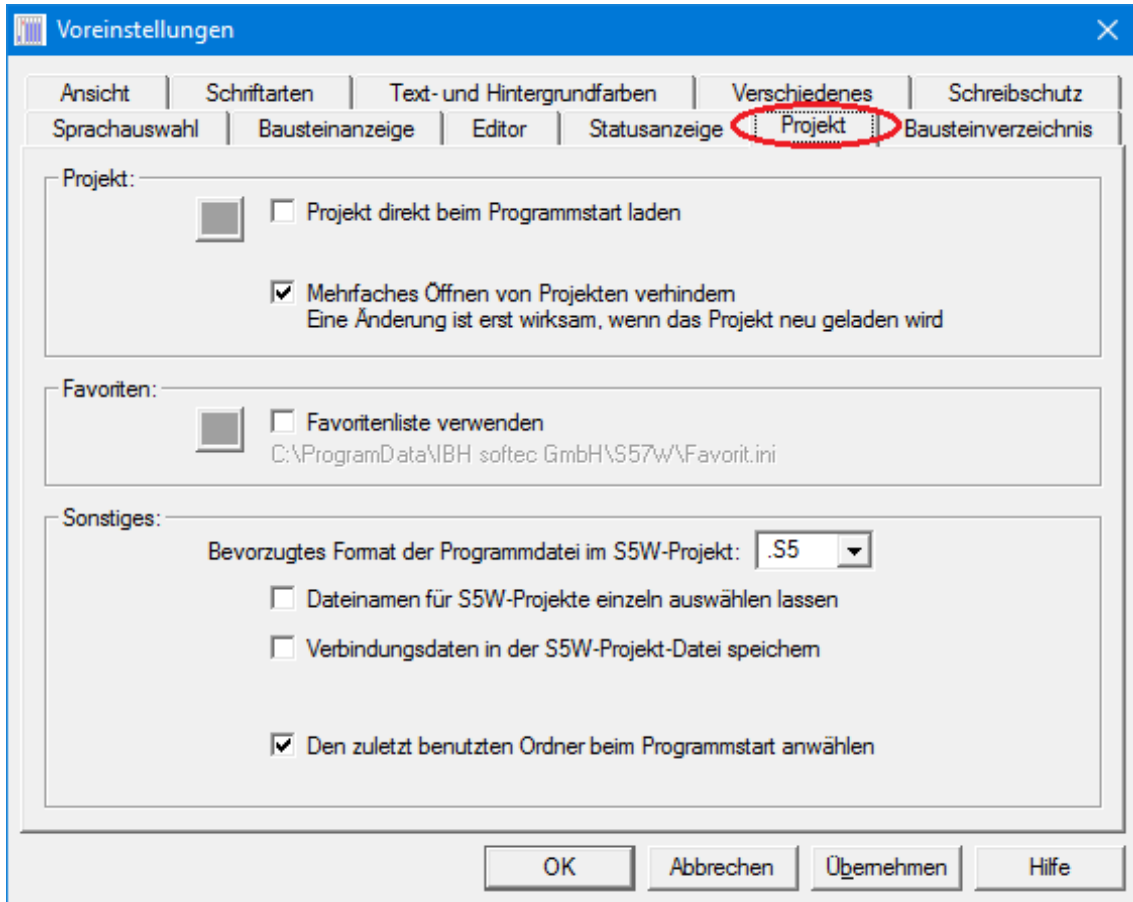 Voreinstellungen
Ansicht Schriftarten Text- und Hintergrundfarben Verschiedenes Schreibschutz
Sprachauswahl Bausteinanzeige Editor Statusanzeige Projekt Bausteinverzeichnis
Projekt:
Projekt direkt beim Programmstart laden
Mehrfaches Öffnen von Projekten verhindern
Eine Änderung ist erst wirksam, wenn das Projekt neu geladen wird
Favoriten:
Favoritenliste verwenden
C:\ProgramData\IBH softec GmbH\S57W\Favorit.ini
Sonstiges:
Bevorzugtes Format der Programmdatei im S5W-Projekt: .S5
Dateinamen für S5W-Projekte einzeln auswählen lassen
Verbindungsdaten in der S5W-Projekt-Datei speichern
Den zuletzt benutzten Ordner beim Programmstart anwählen
OK Abbrechen Übernehmen Hilfe